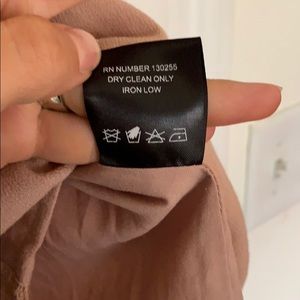 RN NUMBER 130255
DRY CLEAN ONLY
IRON LOW